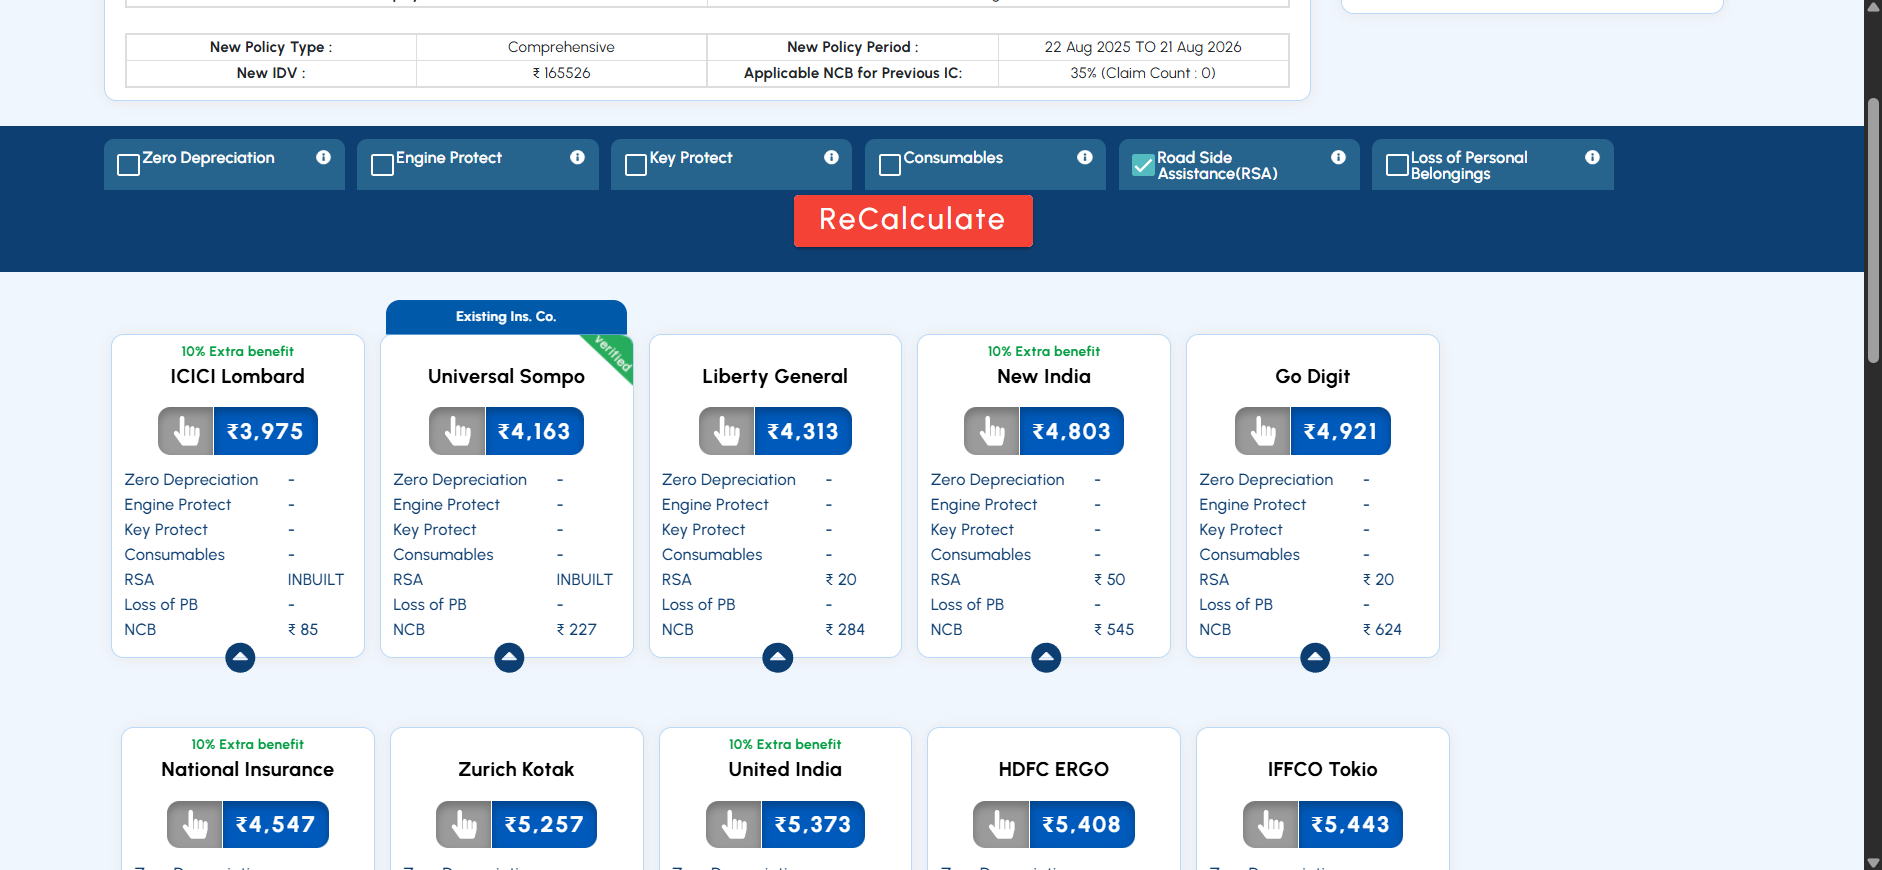 New Policy Type : Comprehensive New Policy Period : 22 Aug 2025 TO 21 Aug 2026
New IDV : ₹ 165526 Applicable NCB for Previous IC: 35% (Claim Count : 0)
Zero Depreciation
Engine Protect
Key Protect
Consumables
Road Side
Assistance(RSA)
Loss of Personal
Belongings
ReCalculate
10% Extra benefit
ICICI Lombard
₹3,975
Zero Depreciation -
Engine Protect -
Key Protect -
Consumables -
RSA INBUILT
Loss of PB -
NCB ₹ 85
Existing Ins. Co.
verified
Universal Sompo
₹4,163
Zero Depreciation -
Engine Protect -
Key Protect -
Consumables -
RSA INBUILT
Loss of PB -
NCB ₹ 227
Liberty General
₹4,313
Zero Depreciation -
Engine Protect -
Key Protect -
Consumables -
RSA ₹ 20
Loss of PB -
NCB ₹ 284
10% Extra benefit
New India
₹4,803
Zero Depreciation -
Engine Protect -
Key Protect -
Consumables -
RSA ₹ 50
Loss of PB -
NCB ₹ 545
Go Digit
₹4,921
Zero Depreciation -
Engine Protect -
Key Protect -
Consumables -
RSA ₹ 20
Loss of PB -
NCB ₹ 624
10% Extra benefit
National Insurance
₹4,547
Zurich Kotak
₹5,257
10% Extra benefit
United India
₹5,373
HDFC ERGO
₹5,408
IFFCO Tokio
₹5,443